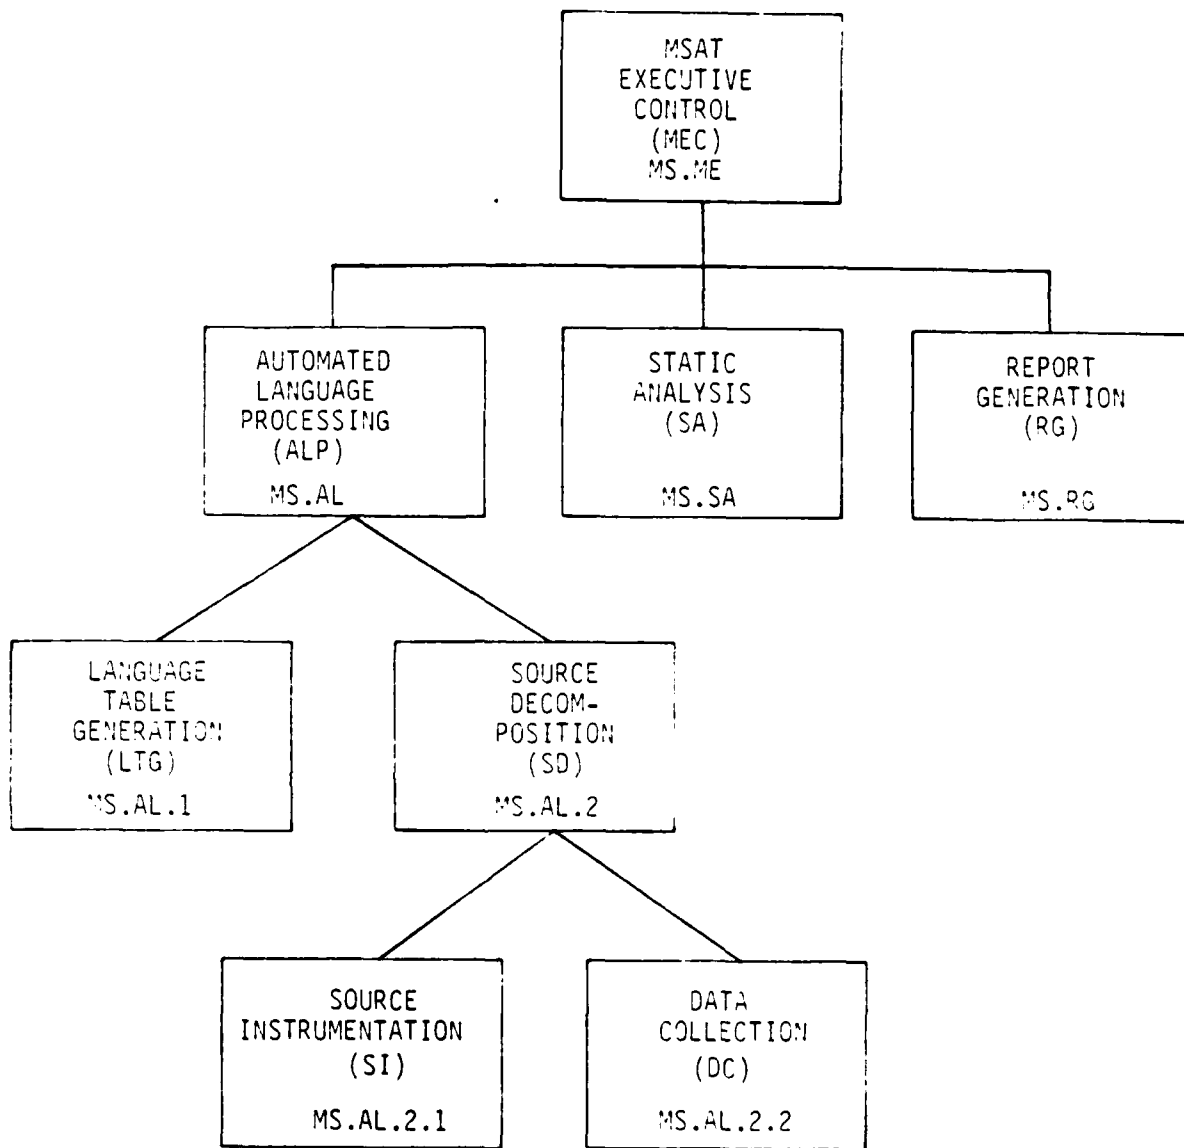 MSAT
EXECUTIVE
CONTROL
(MEC)
MS.ME
AUTOMATED
LANGUAGE
PROCESSING
(ALP)
MS.AL
STATIC
ANALYSIS
(SA)
MS.SA
REPORT
GENERATION
(RG)
MS.RG
LANGUAGE
TABLE
GENERATION
(LTG)
MS.AL.1
SOURCE
DECOM-
POSITION
(SD)
MS.AL.2
SOURCE
INSTRUMENTATION
(SI)
MS.AL.2.1
DATA
COLLECTION
(DC)
MS.AL.2.2